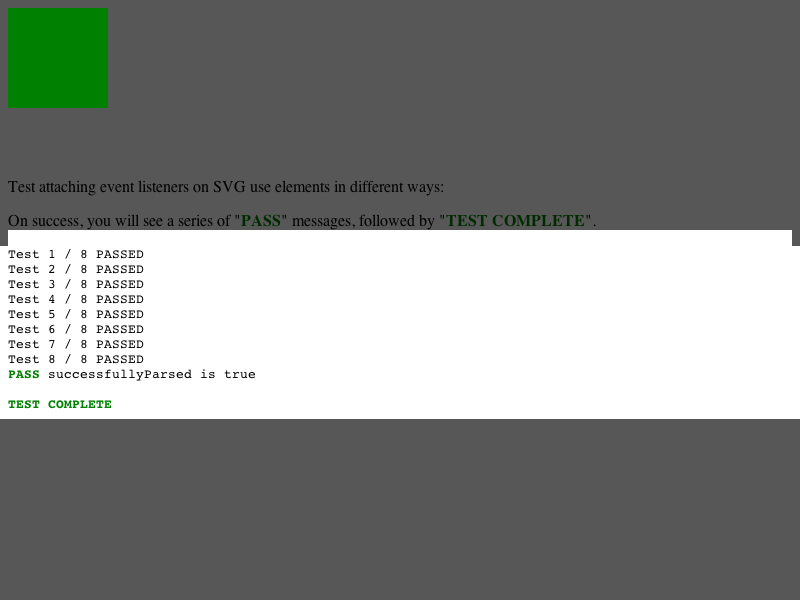 Test attaching event listeners on SVG use elements in different ways:
On success, you will see a series of "PASS" messages, followed by "TEST COMPLETE".
Test 1 / 8 PASSED
Test 2 / 8 PASSED
Test 3 / 8 PASSED
Test 4 / 8 PASSED
Test 5 / 8 PASSED
Test 6 / 8 PASSED
Test 7 / 8 PASSED
Test 8 / 8 PASSED
PASS successfullyParsed is true
TEST COMPLETE